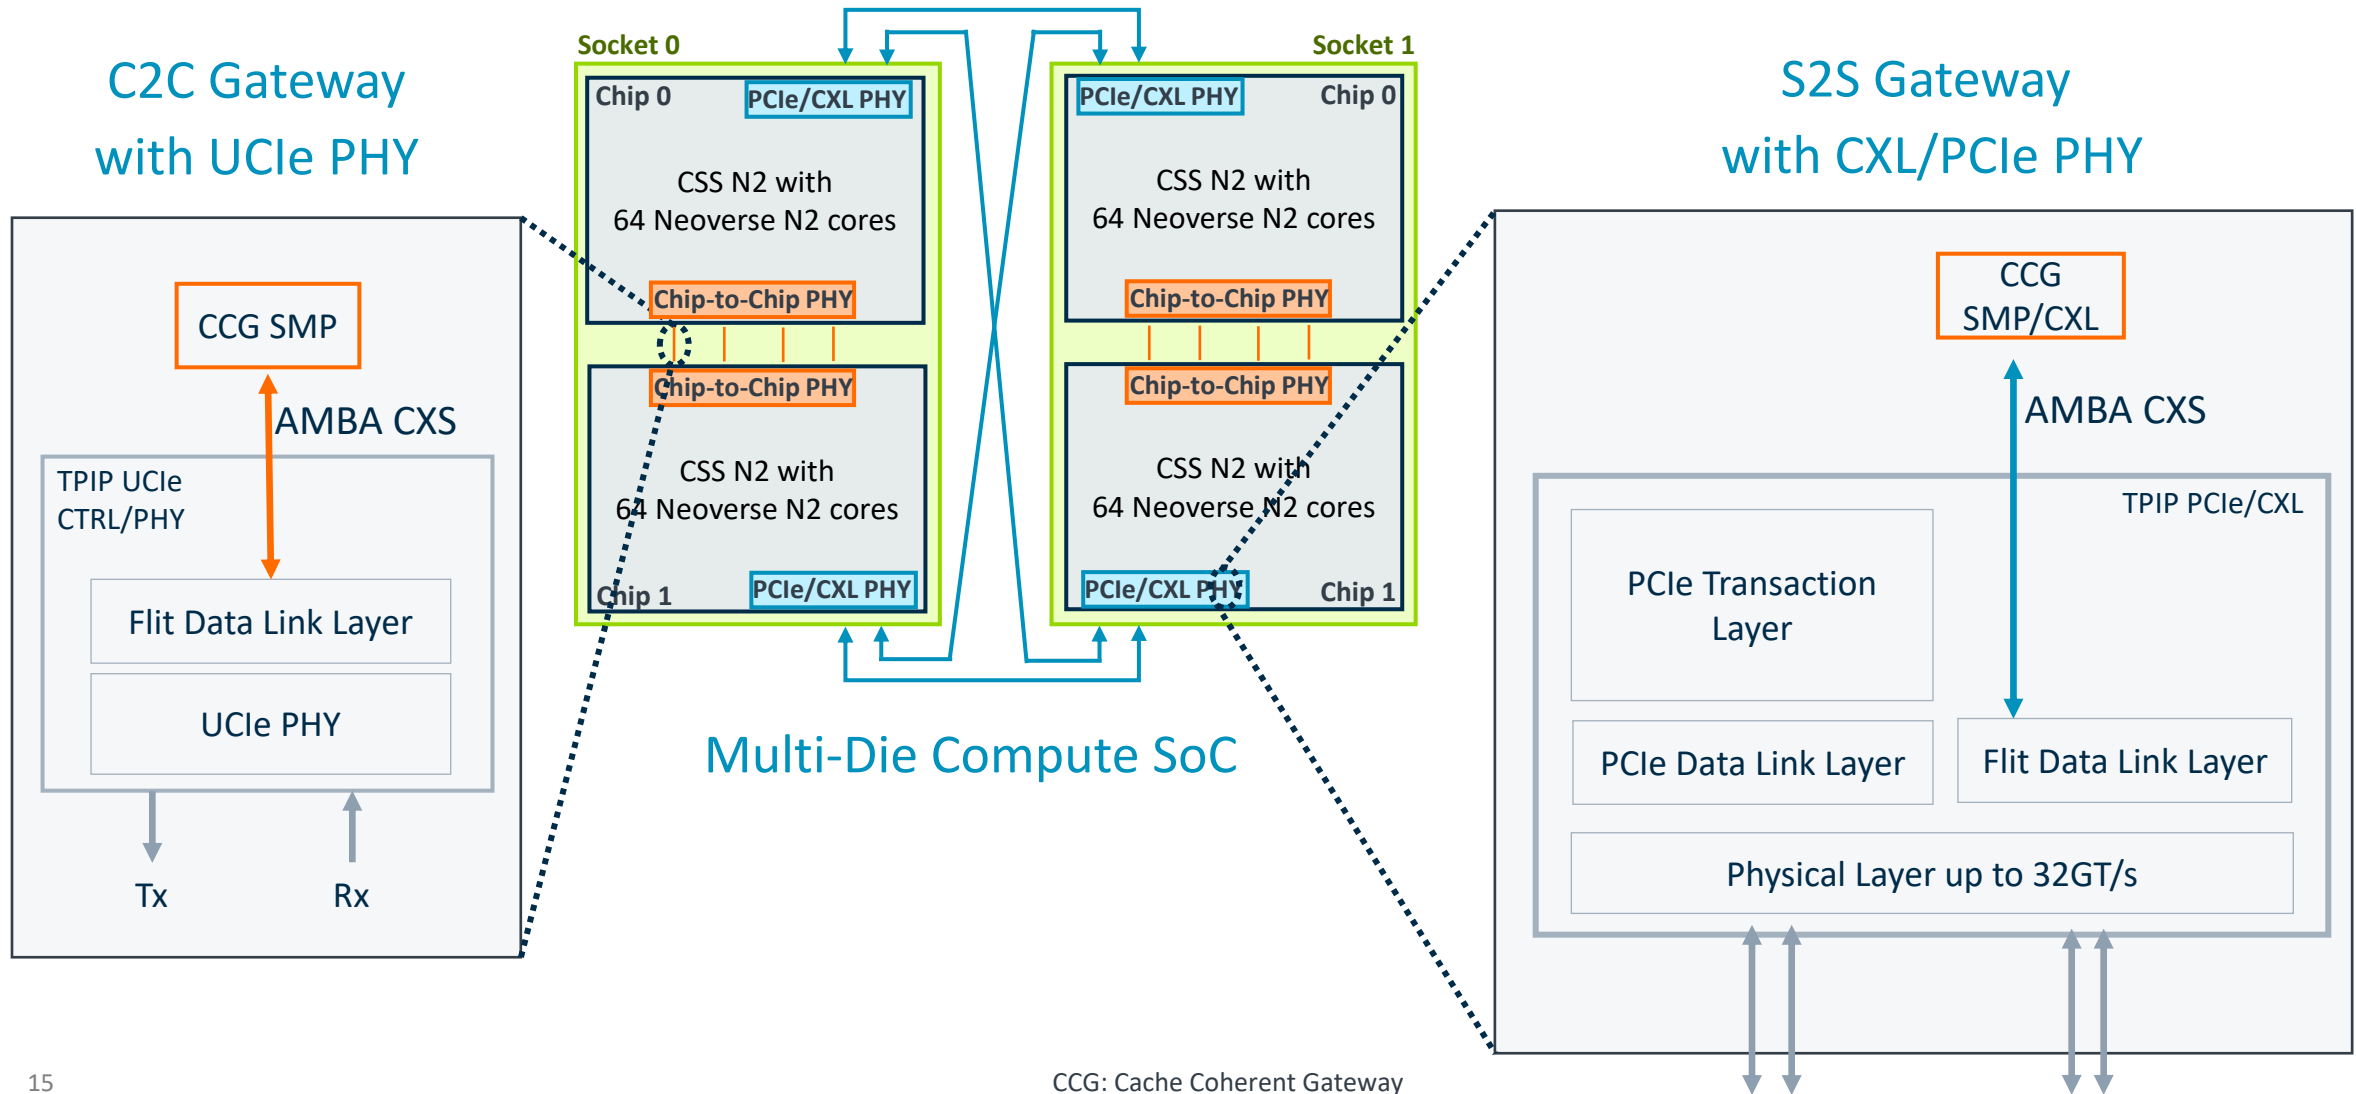 C2C Gateway
with UCIe PHY
CCG SMP
AMBA CXS
TPIP UCIe
CTRL/PHY
Flit Data Link Layer
UCIe PHY
Tx
Rx
Socket 0
Chip 0
PCIe/CXL PHY
CSS N2 with
64 Neoverse N2 cores
Chip-to-Chip PHY
Chip-to-Chip PHY
CSS N2 with
64 Neoverse N2 cores
Chip 1
PCIe/CXL PHY
Socket 1
PCIe/CXL PHY
Chip 0
CSS N2 with
64 Neoverse N2 cores
Chip-to-Chip PHY
Chip-to-Chip PHY
CSS N2 with
64 Neoverse N2 cores
PCIe/CXL PHY
Chip 1
Multi-Die Compute SoC
S2S Gateway
with CXL/PCIe PHY
CCG
SMP/CXL
AMBA CXS
TPIP PCIe/CXL
PCIe Transaction
Layer
PCIe Data Link Layer
Flit Data Link Layer
Physical Layer up to 32GT/s
15
CCG: Cache Coherent Gateway